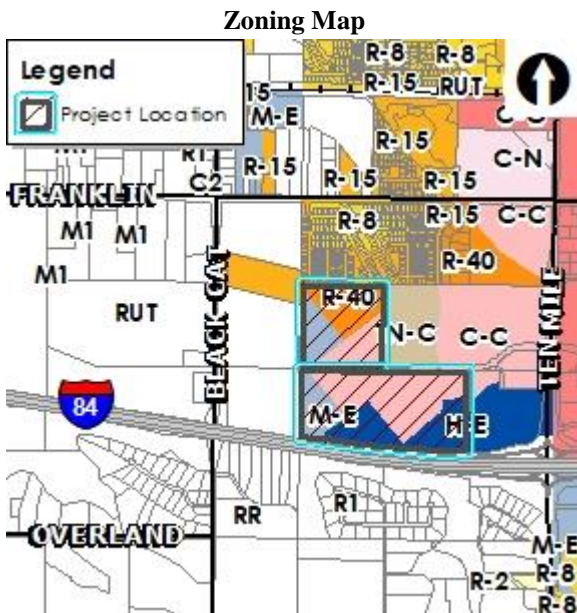 Zoning Map
Legend
Project Location
R-8
R-8
R-15
RUT
15
M-E
C-N
R1
R-15
R-15
C2
R-15
R-15
FRANKLIN
R-8
R-15
C-C
M1
M1
M1
R-40
R-40
RUT
BLACK-CAT
N-C
C-C
TEN MILE
84
M-E
H-E
RR
R1
OVERLAND
M-E
R-2
R-8
R-8